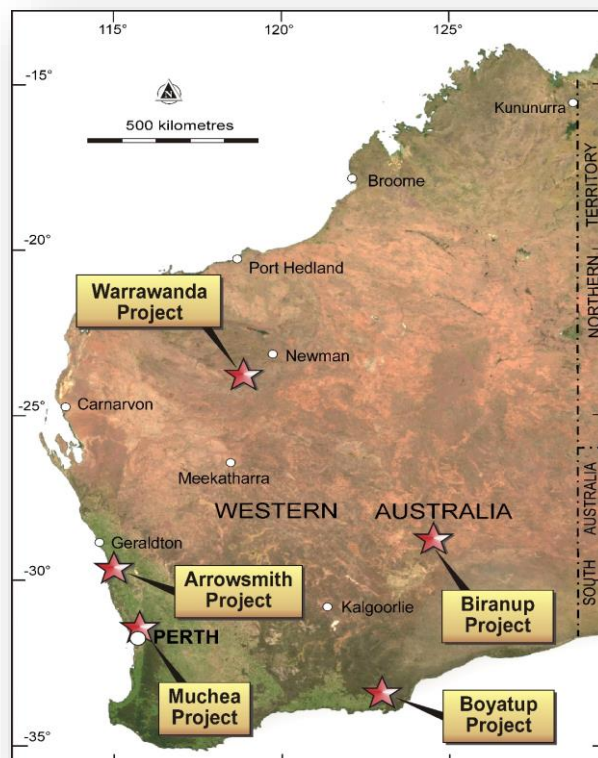 115°
120°
125°
-15°
N
500 kilometres
Kununurra
Broome
NORTHERN TERRITORY
-20°
Port Hedland
Warrawanda
Project
Newman
-25°
Carnarvon
Meekatharra
WESTERN AUSTRALIA
SOUTH AUSTRALIA
Geraldton
-30°
Arrowsmith
Project
Kalgoorlie
Biranup
Project
PERTH
Muchea
Project
Boyatup
Project
-35°